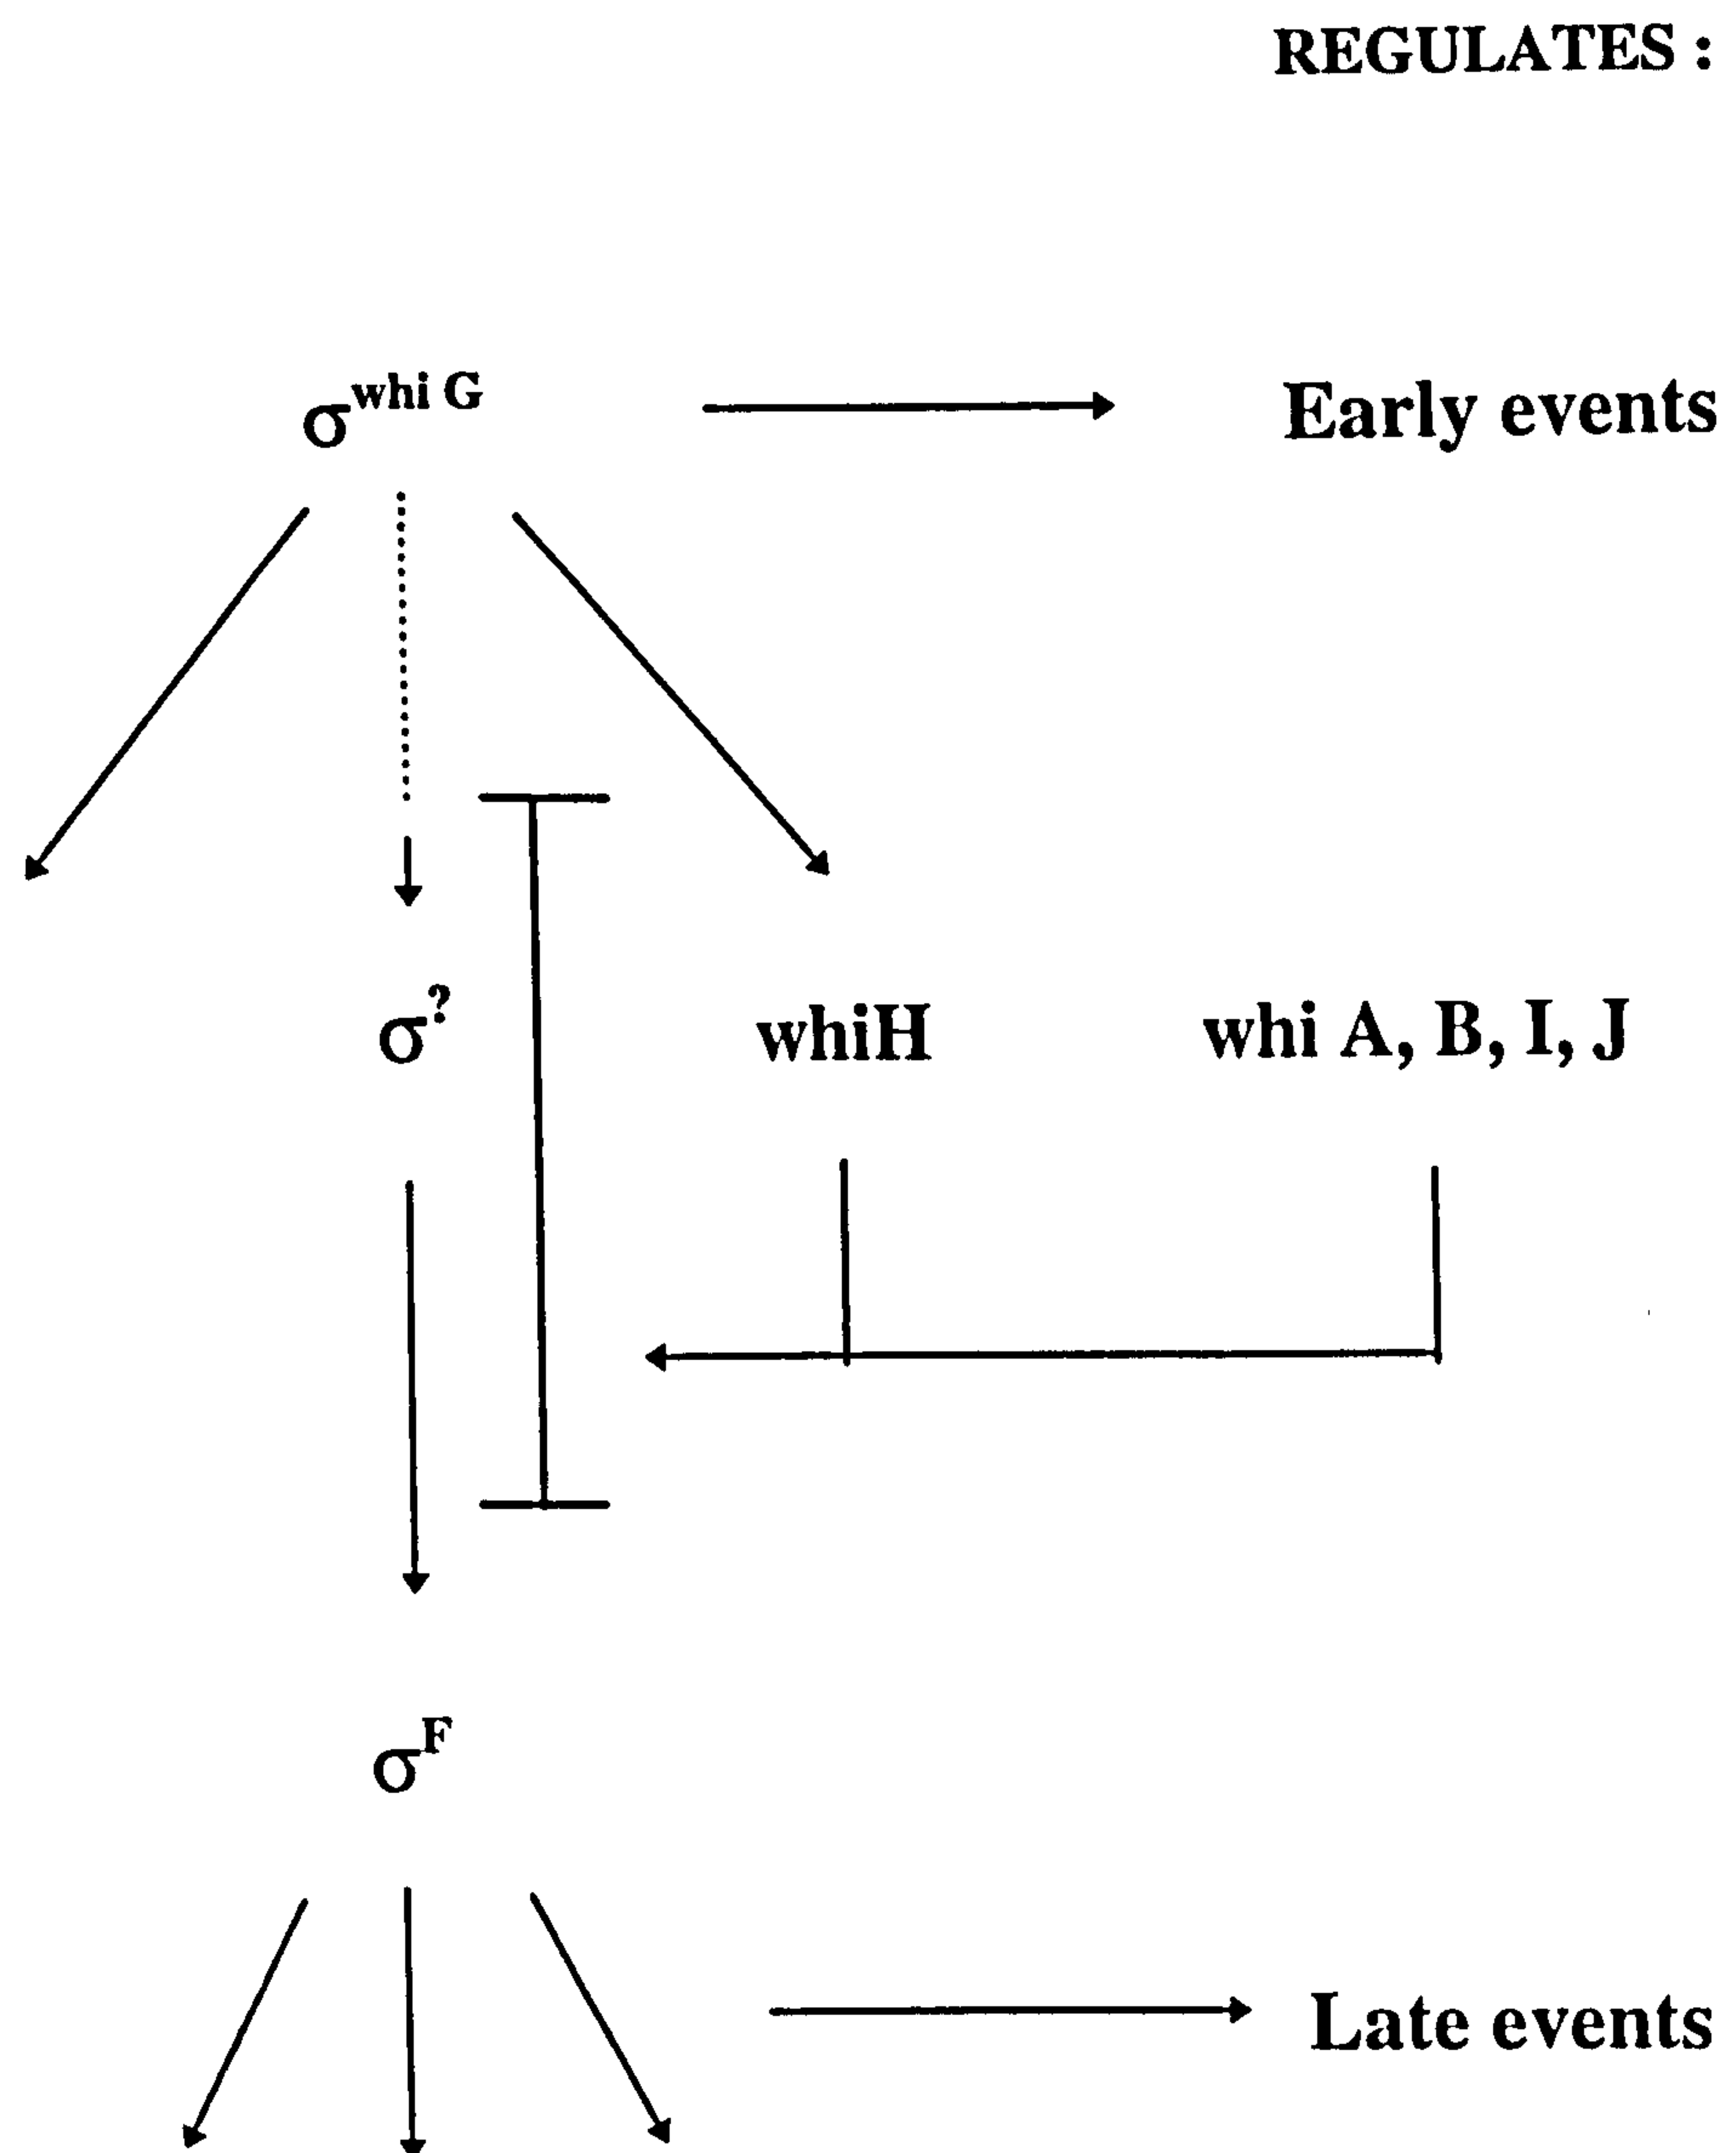 REGULATES :
σ^whi G Early events
σ^? whiH whi A, B, I, J
σ^F
Late events